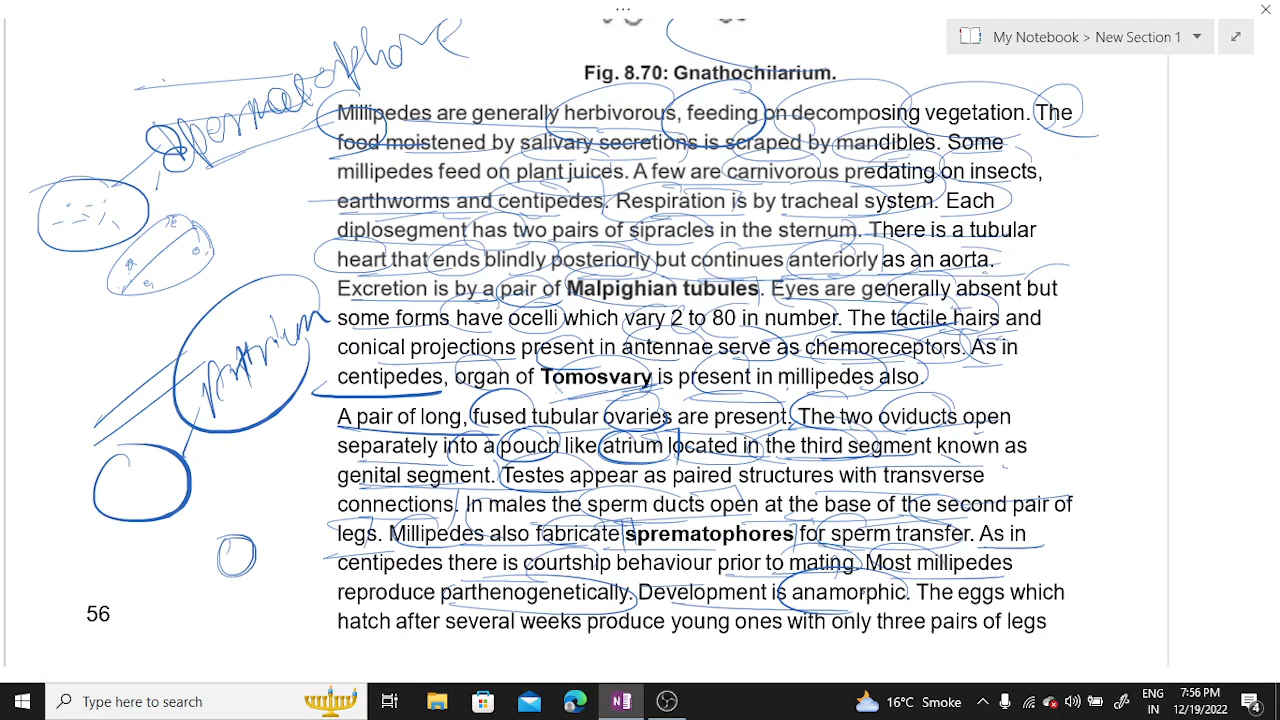 ...
My Notebook > New Section 1
Fig. 8.70: Gnathochilarium.
Spermatophore
Millipedes are generally herbivorous, feeding on decomposing vegetation. The
food moistened by salivary secretions is scraped by mandibles. Some
millipedes feed on plant juices. A few are carnivorous predating on insects,
earthworms and centipedes. Respiration is by tracheal system. Each
diplosegment has two pairs of sipracles in the sternum. There is a tubular
heart that ends blindly posteriorly but continues anteriorly as an aorta.
Excretion is by a pair of Malpighian tubules. Eyes are generally absent but
some forms have ocelli which vary 2 to 80 in number. The tactile hairs and
conical projections present in antennae serve as chemoreceptors. As in
centipedes, organ of Tomosvary is present in millipedes also.
A pair of long, fused tubular ovaries are present. The two oviducts open
separately into a pouch like atrium located in the third segment known as
genital segment. Testes appear as paired structures with transverse
connections. In males the sperm ducts open at the base of the second pair of
legs. Millipedes also fabricate sprematophores for sperm transfer. As in
centipedes there is courtship behaviour prior to mating. Most millipedes
reproduce parthenogenetically. Development is anamorphic. The eggs which
hatch after several weeks produce young ones with only three pairs of legs
56
Type here to search
16°C Smoke
ENG
IN
7:56 PM
12/19/2022
4